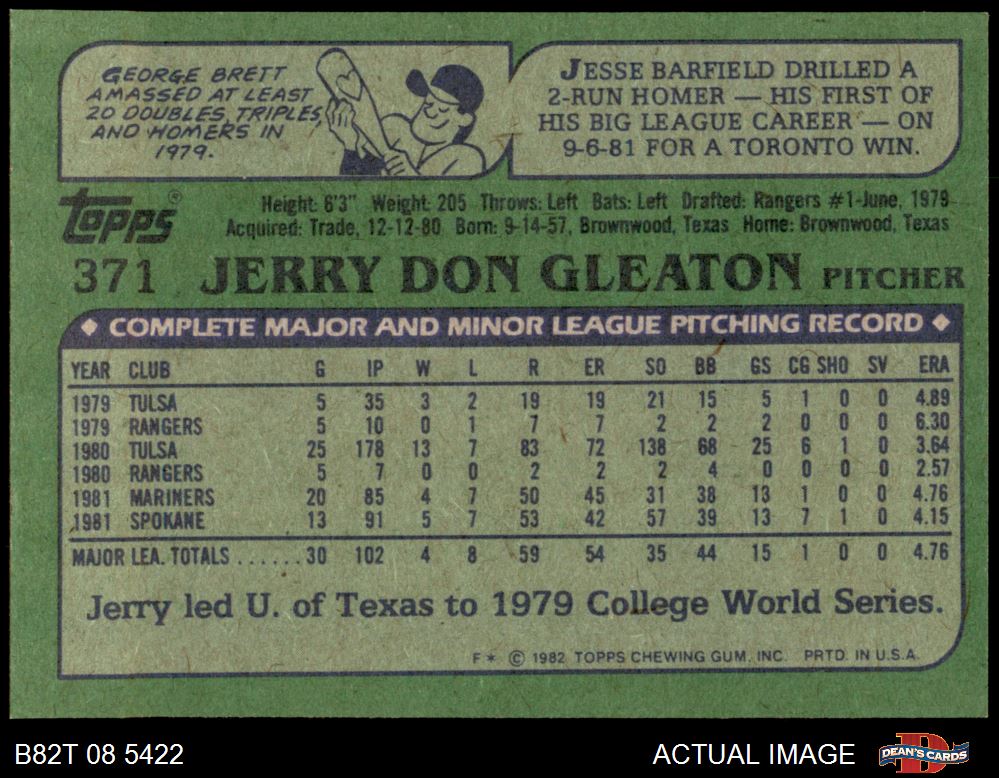 GEORGE BRETT
AMASSED AT LEAST
20 DOUBLES, TRIPLES,
AND HOMERS IN
1979.
JESSE BARFIELD DRILLED A
2-RUN HOMER — HIS FIRST OF
HIS BIG LEAGUE CAREER — ON
9-6-81 FOR A TORONTO WIN.
topps®
Height: 6'3" Weight: 205 Throws: Left Bats: Left Drafted: Rangers #1-June, 1979
Acquired: Trade, 12-12-80 Born: 9-14-57, Brownwood, Texas Home: Brownwood, Texas
371 JERRY DON GLEATON PITCHER
◆ COMPLETE MAJOR AND MINOR LEAGUE PITCHING RECORD ◆
YEAR CLUB G IP W L R ER SO BB GS CG SHO SV ERA
1979 TULSA 5 35 3 2 19 19 21 15 5 1 0 0 4.89
1979 RANGERS 5 10 0 1 7 7 2 2 2 0 0 0 6.30
1980 TULSA 25 178 13 7 83 72 138 68 25 6 1 0 3.64
1980 RANGERS 5 7 0 0 2 2 2 4 0 0 0 0 2.57
1981 MARINERS 20 85 4 7 50 45 31 38 13 1 0 0 4.76
1981 SPOKANE 13 91 5 7 53 42 57 39 13 7 1 0 4.15
MAJOR LEA. TOTALS ......30 102 4 8 59 54 35 44 15 1 0 0 4.76
Jerry led U. of Texas to 1979 College World Series.
F* © 1982 TOPPS CHEWING GUM, INC. PRTD. IN U.S.A.
B82T 08 5422 ACTUAL IMAGE DEAN'S CARDS